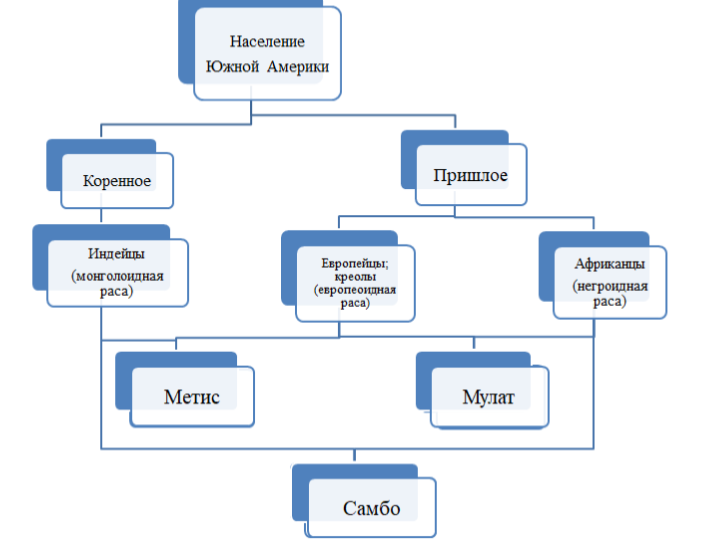 Население
Южной Америки
Коренное
Пришлое
Индейцы
(монголоидная
раса)
Европейцы;
креолы
(европеоидная
раса)
Африканцы
(негроидная
раса)
Метис
Мулат
Самбо